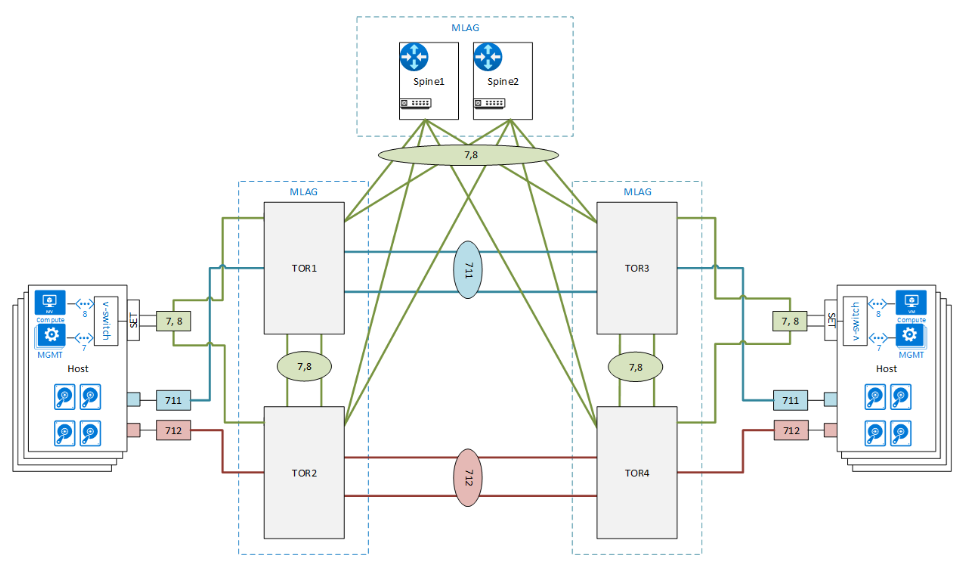 MLAG
Spine1
Spine2
7,8
MLAG
MLAG
TOR1
TOR3
711
8
Compute
7
MGMT
v-switch
SET
7, 8
Host
711
712
7,8
7,8
TOR2
TOR4
712
7, 8
SET
v-switch
8
Compute
7
MGMT
Host
711
712